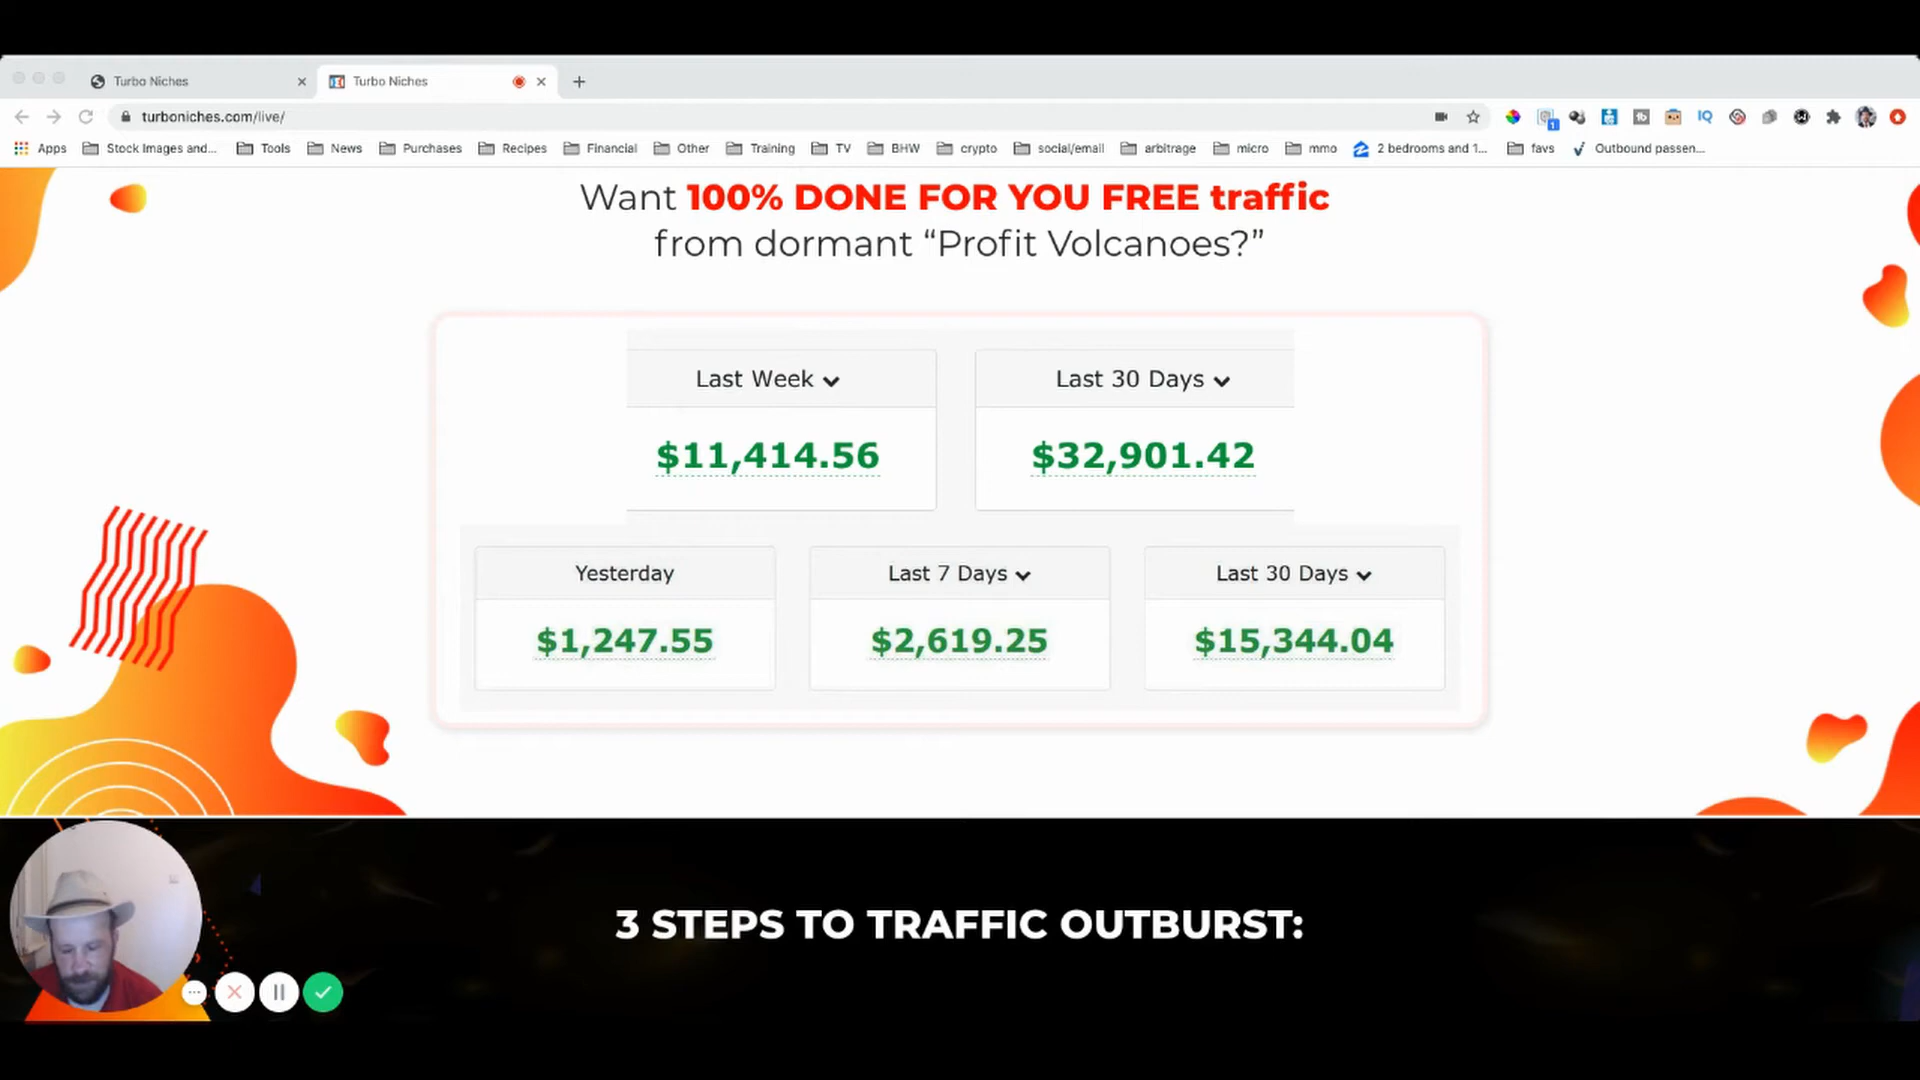 Turbo Niches
Turbo Niches
turboniches.com/live/
1
IQ
Apps
Stock Images and...
Tools
News
Purchases
Recipes
Financial
Other
Training
TV
BHW
crypto
social/email
arbitrage
micro
mmo
2 bedrooms and 1...
favs
Outbound passen...
Want 100% DONE FOR YOU FREE traffic
from dormant “Profit Volcanoes?”
Last Week
Last 30 Days
$11,414.56
$32,901.42
Yesterday
Last 7 Days
Last 30 Days
$1,247.55
$2,619.25
$15,344.04
3 STEPS TO TRAFFIC OUTBURST: